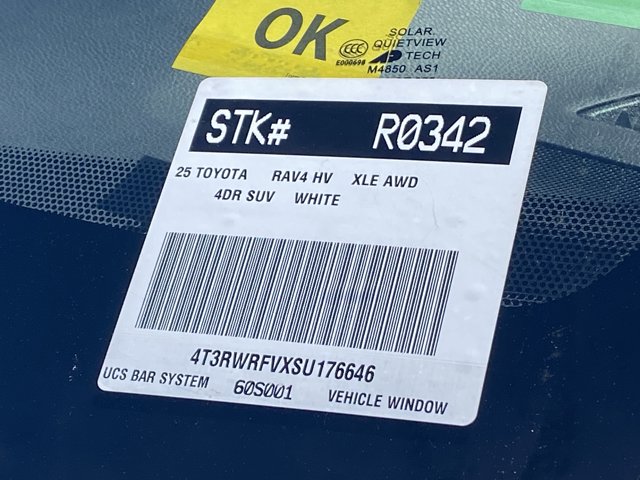 OK
SOLAR
QUIETVIEW
TECH
E000698
M4850 AS1
STK# R0342
25 TOYOTA RAV4 HV XLE AWD
4DR SUV WHITE
4T3RWRFVXSU176646
UCS BAR SYSTEM 60S001 VEHICLE WINDOW